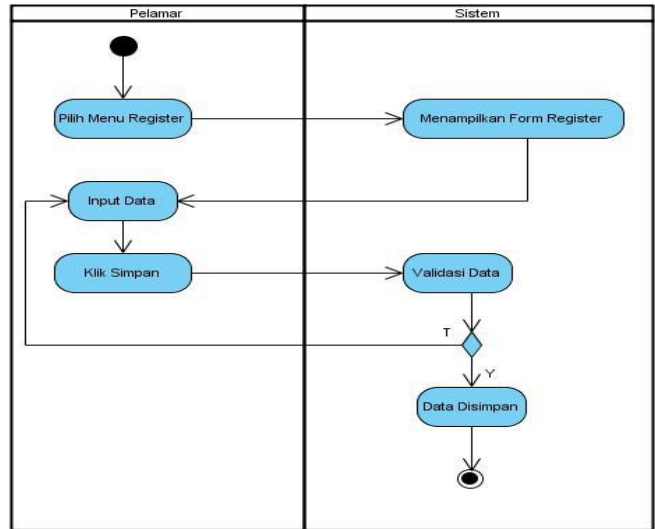 Pelamar
Sistem
Pilih Menu Register
Menampilkan Form Register
Input Data
Klik Simpan
Validasi Data
T
Y
Data Disimpan